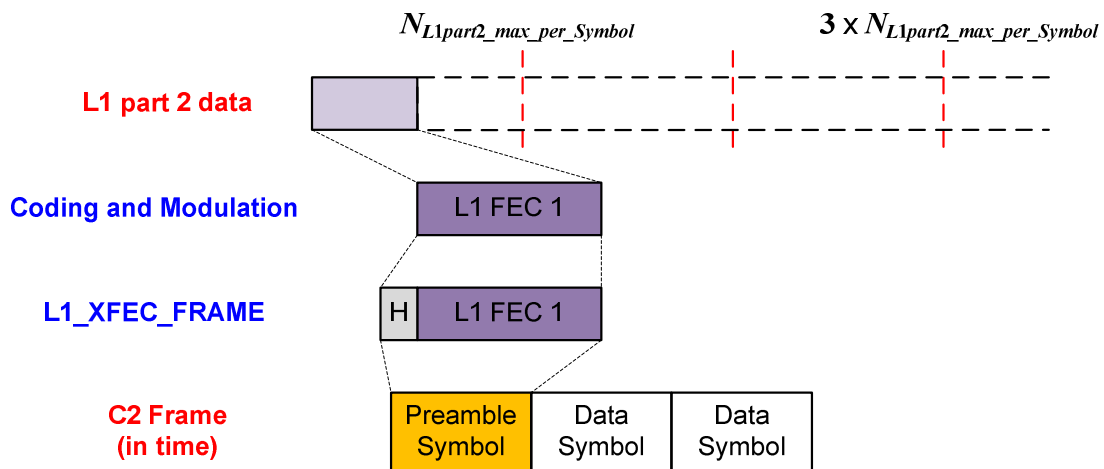 N_L1part2_max_per_Symbol 3 x N_L1part2_max_per_Symbol
L1 part 2 data
Coding and Modulation
L1 FEC 1
L1_XFEC_FRAME
H
L1 FEC 1
C2 Frame
(in time)
Preamble
Symbol
Data
Symbol
Data
Symbol